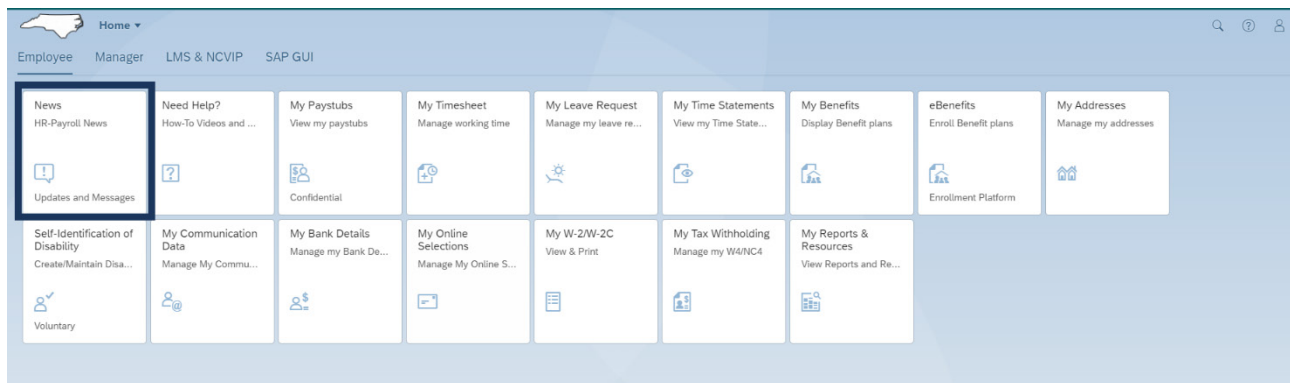 Home ▾
Employee Manager LMS & NCVIP SAP GUI
News
HR-Payroll News
Updates and Messages
Need Help?
How-To Videos and ...
My Paystubs
View my paystubs
Confidential
My Timesheet
Manage working time
My Leave Request
Manage my leave re...
My Time Statements
View my Time State...
My Benefits
Display Benefit plans
eBenefits
Enroll Benefit plans
Enrollment Platform
My Addresses
Manage my addresses
Self-Identification of
Disability
Create/Maintain Disa...
Voluntary
My Communication
Data
Manage My Commu...
My Bank Details
Manage my Bank De...
My Online
Selections
Manage My Online S...
My W-2/W-2C
View & Print
My Tax Withholding
Manage my W4/NC4
My Reports &
Resources
View Reports and Re...